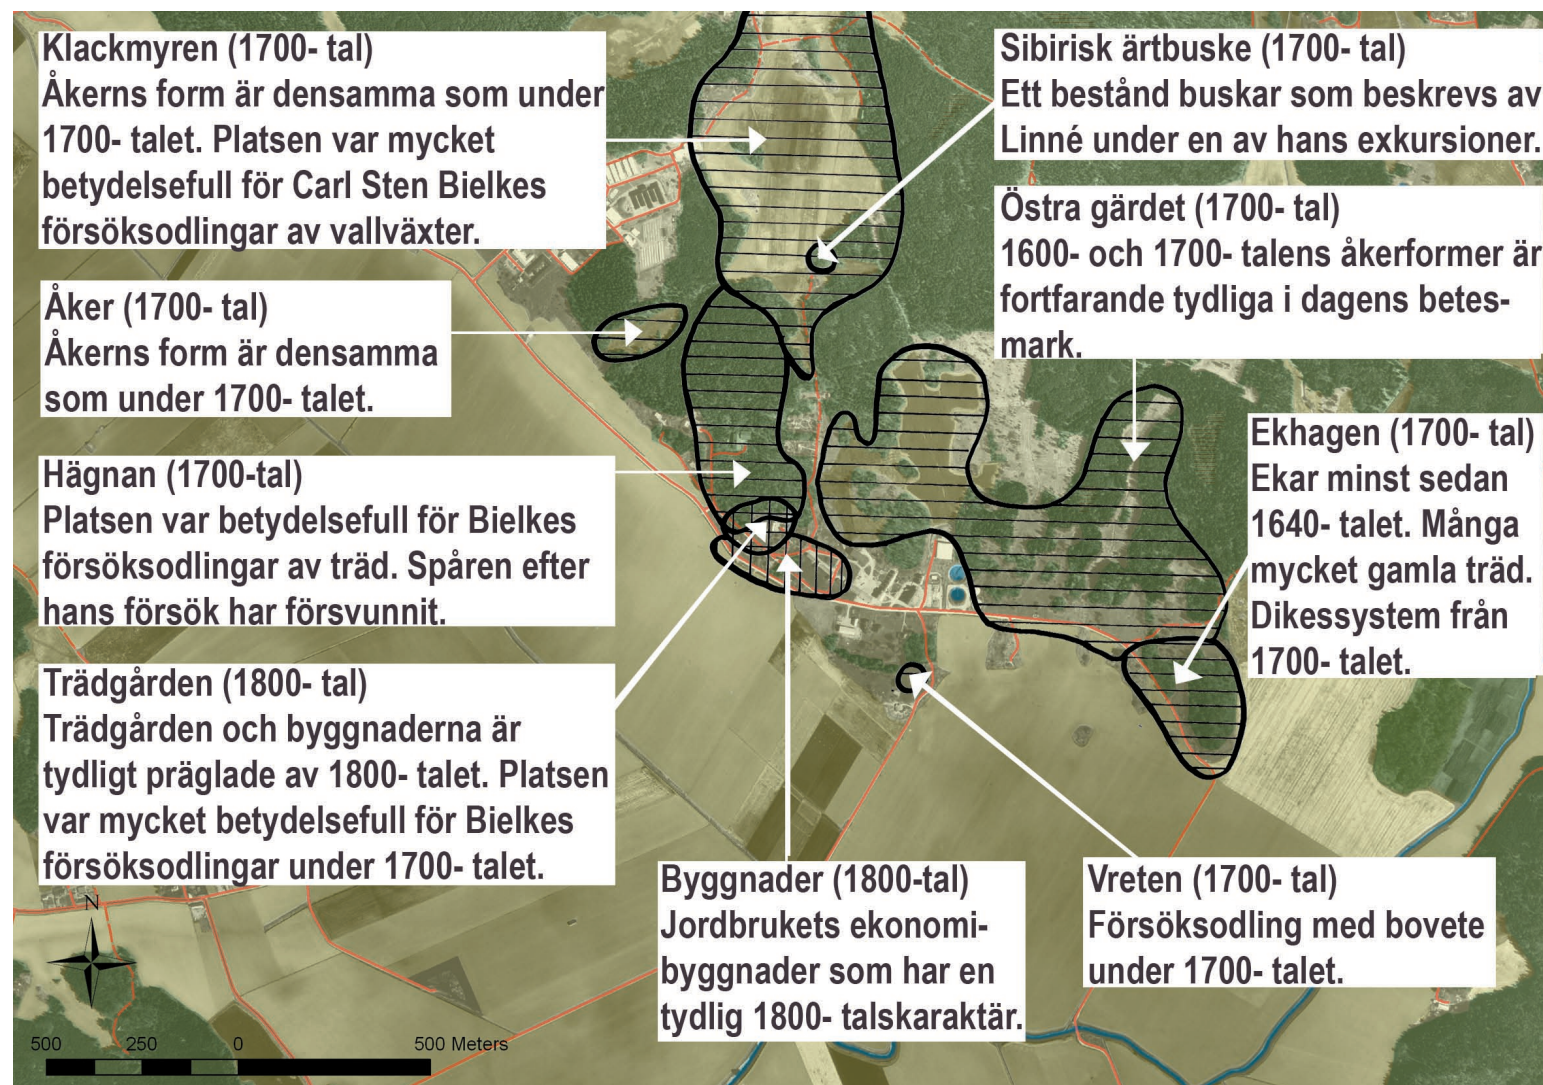 Klackmyren (1700- tal)
Åkerns form är densamma som under
1700- talet. Platsen var mycket
betydelsefull för Carl Sten Bielkes
försöksodlingar av vallväxter.
Sibirisk ärtbuske (1700- tal)
Ett bestånd buskar som beskrevs av
Linné under en av hans exkursioner.
Östra gärdet (1700- tal)
1600- och 1700- talens åkerformer är
fortfarande tydliga i dagens betes-
mark.
Åker (1700- tal)
Åkerns form är densamma
som under 1700- talet.
Ekhagen (1700- tal)
Ekar minst sedan
1640- talet. Många
mycket gamla träd.
Dikessystem från
1700- talet.
Hägnan (1700-tal)
Platsen var betydelsefull för Bielkes
försöksodlingar av träd. Spåren efter
hans försök har försvunnit.
Trädgården (1800- tal)
Trädgården och byggnaderna är
tydligt präglade av 1800- talet. Platsen
var mycket betydelsefull för Bielkes
försöksodlingar under 1700- talet.
Byggnader (1800-tal)
Jordbrukets ekonomi-
byggnader som har en
tydlig 1800- talskaraktär.
Vreten (1700- tal)
Försöksodling med bovete
under 1700- talet.
N
500 250 0 500 Meters